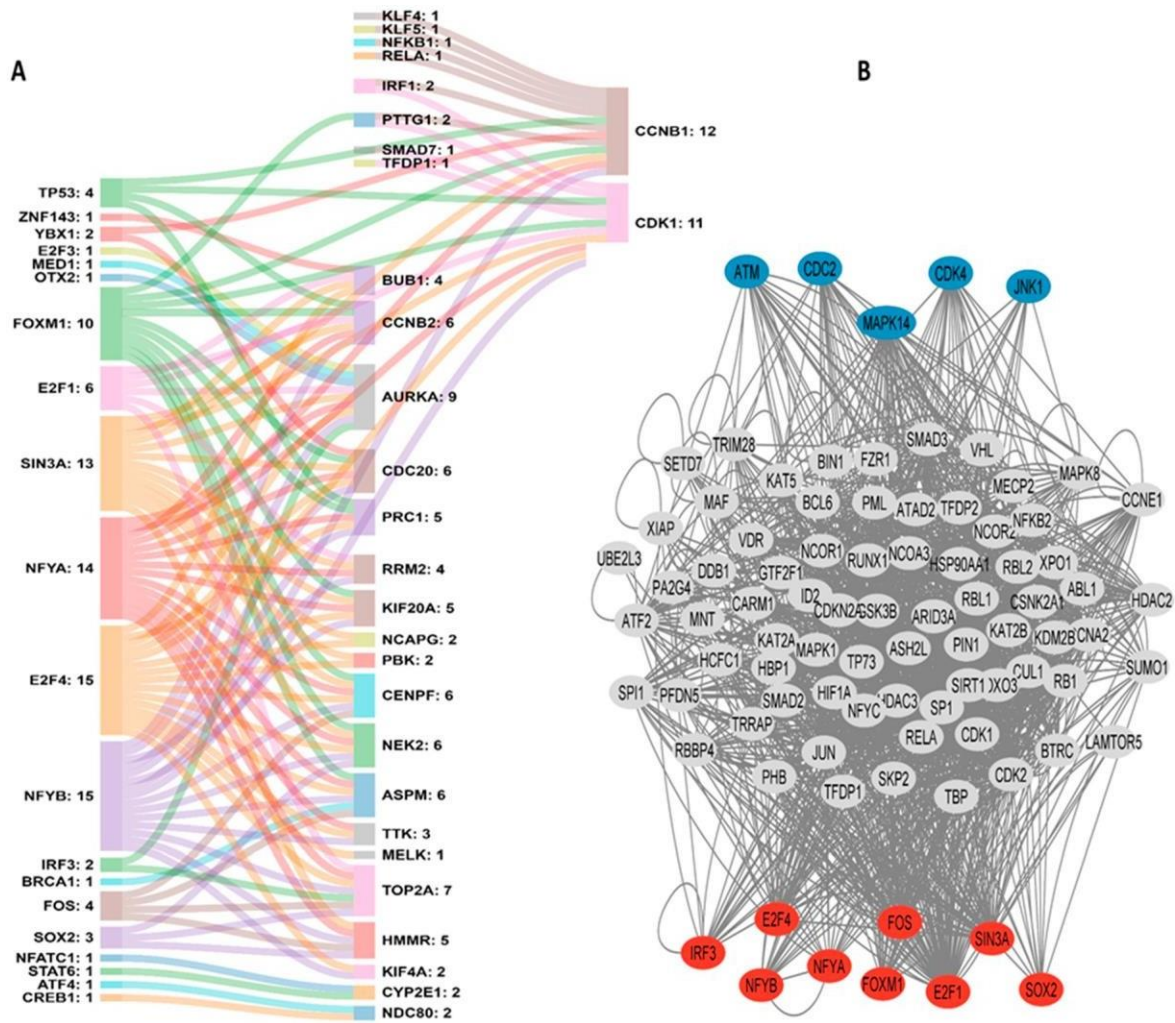 A
KLF4: 1
KLF5: 1
NFKB1: 1
RELA: 1
IRF1: 2
PTTG1: 2
SMAD7: 1
TFDP1: 1
CCNB1: 12
CDK1: 11
TP53: 4
ZNF143: 1
YBX1: 2
E2F3: 1
MED1: 1
OTX2: 1
FOXM1: 10
E2F1: 6
SIN3A: 13
NFYA: 14
E2F4: 15
NFYB: 15
IRF3: 2
BRCA1: 1
FOS: 4
SOX2: 3
NFATC1: 1
STAT6: 1
ATF4: 1
CREB1: 1
BUB1: 4
CCNB2: 6
AURKA: 9
CDC20: 6
PRC1: 5
RRM2: 4
KIF20A: 5
NCAPG: 2
PBK: 2
CENPF: 6
NEK2: 6
ASPM: 6
TTK: 3
MELK: 1
TOP2A: 7
HMMR: 5
KIF4A: 2
CYP2E1: 2
NDC80: 2
B
ATM
CDC2
CDK4
JNK1
MAPK14
TRIM28
SMAD3
VHL
SETD7
BIN1
FZR1
MAPK8
KAT5
MECP2
CCNE1
MAF
BCL6
PML
ATAD2
TFDP2
NFKB2
XIAP
VDR
NCOR2
UBE2L3
NCOR1
RUNX1
NCOA3
HSP90AA1
RBL2
XPO1
PA2G4
DDB1
GTF2F1
ABL1
ATF2
MNT
CARM1
ID2
CDKN2A
GSK3B
ARID3A
RBL1
CSNK2A1
HDAC2
KAT2A
MAPK1
ASH2L
PIN1
KAT2B
KDM2B
CCNA2
HCFC1
HBP1
TP73
SUMO1
SPI1
PFDN5
SMAD2
HIF1A
NFYC
HDAC3
SP1
SIRT1
OXO3
CUL1
RB1
TRRAP
RELA
CDK1
RBBP4
JUN
BTRC
LAMTOR5
PHB
TFDP1
SKP2
TBP
CDK2
E2F4
FOS
SIN3A
IRF3
NFYB
NFYA
FOXM1
E2F1
SOX2